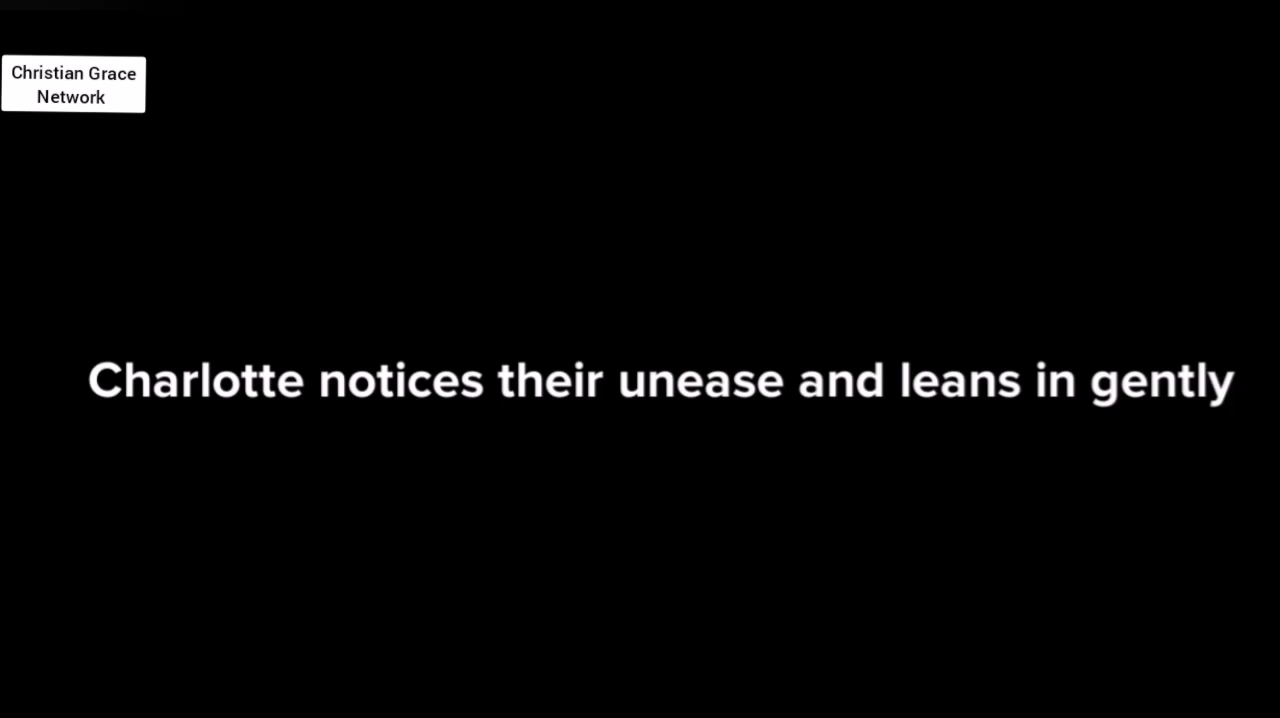 Christian Grace
Network
Charlotte notices their unease and leans in gently